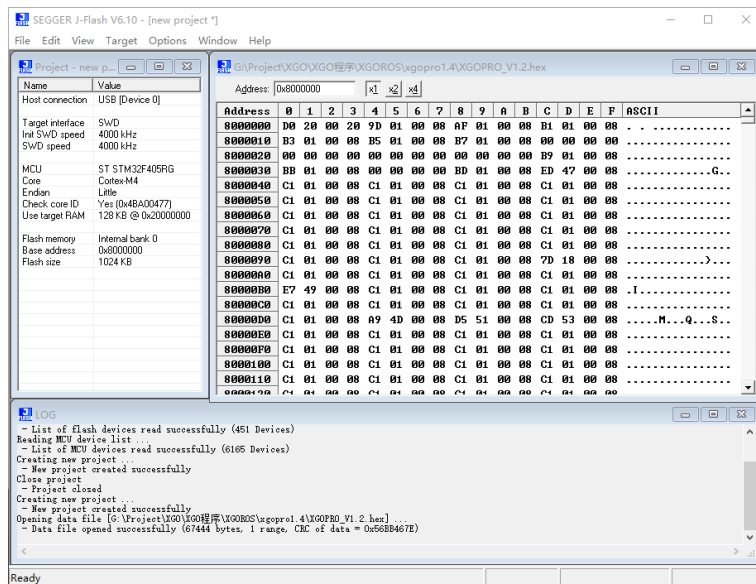 SEGGER J-Flash V6.10 - [new project *]
File Edit View Target Options Window Help
Project - new p...
Name Value
Host connection USB [Device 0]
Target interface SWD
Init SWD speed 4000 kHz
SWD speed 4000 kHz
MCU ST STM32F405RG
Core Cortex-M4
Endian Little
Check core ID Yes (0x4BA00477)
Use target RAM 128 KB @ 0x20000000
Flash memory Internal bank 0
Base address 0x8000000
Flash size 1024 KB
G:\Project\XGO\XGO程序\XGOROS\xgopro1.4\XGOPRO_V1.2.hex
Address: 0x8000000 x1 x2 x4
Address 0 1 2 3 4 5 6 7 8 9 A B C D E F ASCII
8000000 D0 20 00 20 9D 01 00 08 AF 01 00 08 B1 01 00 08 . . ............
8000010 B3 01 00 08 B5 01 00 08 B7 01 00 08 00 00 00 00 ................
8000020 00 00 00 00 00 00 00 00 00 00 00 00 B9 01 00 08 ................
8000030 BB 01 00 08 00 00 00 00 BD 01 00 08 ED 47 00 08 .............G..
8000040 C1 01 00 08 C1 01 00 08 C1 01 00 08 C1 01 00 08 ................
8000050 C1 01 00 08 C1 01 00 08 C1 01 00 08 C1 01 00 08 ................
8000060 C1 01 00 08 C1 01 00 08 C1 01 00 08 C1 01 00 08 ................
8000070 C1 01 00 08 C1 01 00 08 C1 01 00 08 C1 01 00 08 ................
8000080 C1 01 00 08 C1 01 00 08 C1 01 00 08 C1 01 00 08 ................
8000090 C1 01 00 08 C1 01 00 08 C1 01 00 08 7D 18 00 08 ............}...
80000A0 C1 01 00 08 C1 01 00 08 C1 01 00 08 C1 01 00 08 ................
80000B0 E7 49 00 08 C1 01 00 08 C1 01 00 08 C1 01 00 08 .I..............
80000C0 C1 01 00 08 C1 01 00 08 C1 01 00 08 C1 01 00 08 ................
80000D0 C1 01 00 08 A9 4D 00 08 D5 51 00 08 CD 53 00 08 .....M...Q...S..
80000E0 C1 01 00 08 C1 01 00 08 C1 01 00 08 C1 01 00 08 ................
80000F0 C1 01 00 08 C1 01 00 08 C1 01 00 08 C1 01 00 08 ................
8000100 C1 01 00 08 C1 01 00 08 C1 01 00 08 C1 01 00 08 ................
8000110 C1 01 00 08 C1 01 00 08 C1 01 00 08 C1 01 00 08 ................
LOG
- List of flash devices read successfully (451 Devices)
Reading MCU device list ...
- List of MCU devices read successfully (6165 Devices)
Creating new project ...
- New project created successfully
Close project
- Project closed
Creating new project ...
- New project created successfully
Opening data file [G:\Project\XGO\XGO程序\XGOROS\xgopro1.4\XGOPRO_V1.2.hex] ...
- Data file opened successfully (67444 bytes, 1 range, CRC of data = 0x56BB467E)
Ready